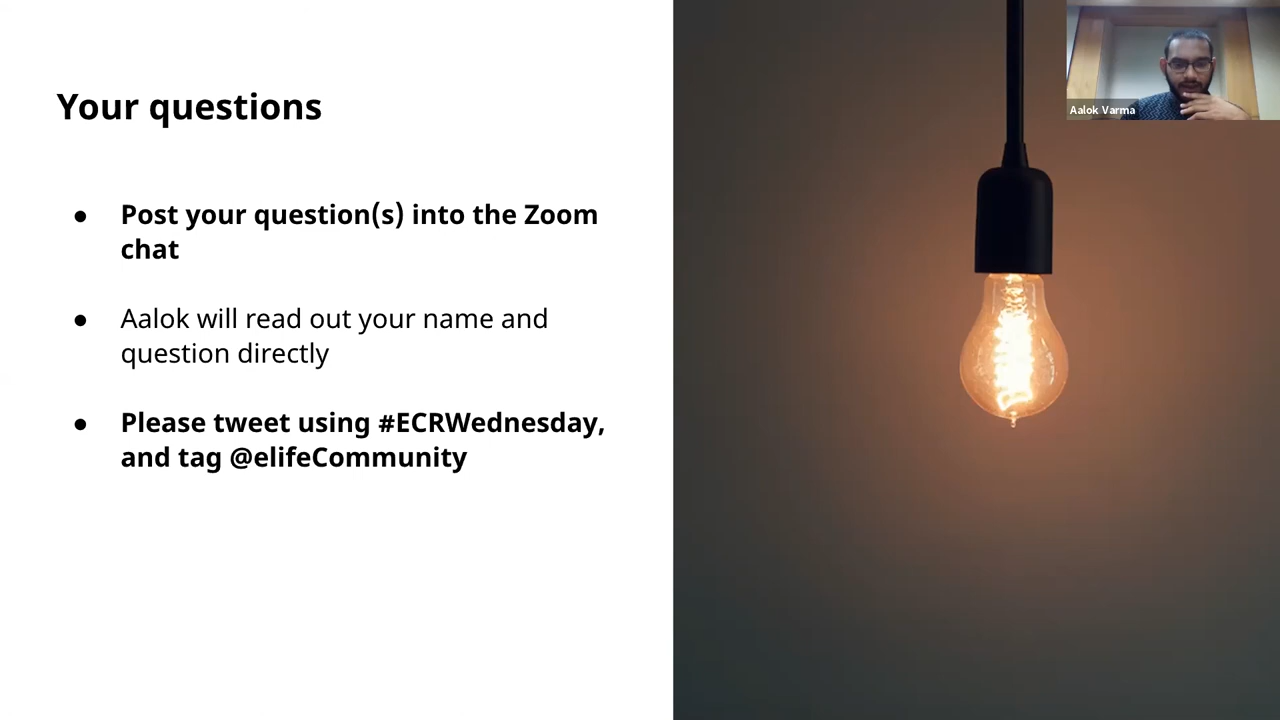 Your questions
● Post your question(s) into the Zoom
chat
● Aalok will read out your name and
question directly
● Please tweet using #ECRWednesday,
and tag @elifeCommunity
Aalok Varma